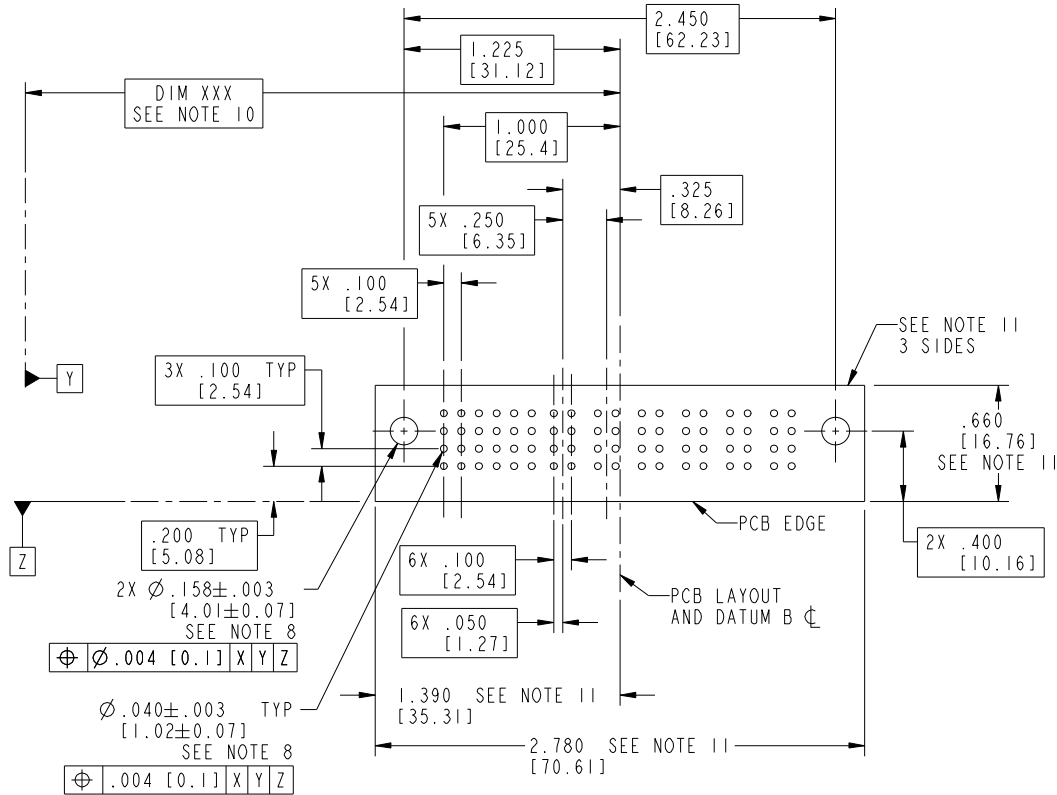 2.450
[62.23]
1.225
[31.12]
DIM XXX
SEE NOTE 10
1.000
[25.4]
.325
[8.26]
5X .250
[6.35]
5X .100
[2.54]
SEE NOTE 11
3 SIDES
3X .100 TYP
[2.54]
Y
.660
[16.76]
SEE NOTE 11
PCB EDGE
.200 TYP
[5.08]
Z
2X .400
[10.16]
6X .100
[2.54]
2X Ø.158±.003
[4.01±0.07]
SEE NOTE 8
⌖ Ø.004 [0.1] X Y Z
PCB LAYOUT
AND DATUM B ℄
6X .050
[1.27]
1.390 SEE NOTE 11
[35.31]
Ø.040±.003 TYP
[1.02±0.07]
SEE NOTE 8
⌖ .004 [0.1] X Y Z
2.780 SEE NOTE 11
[70.61]